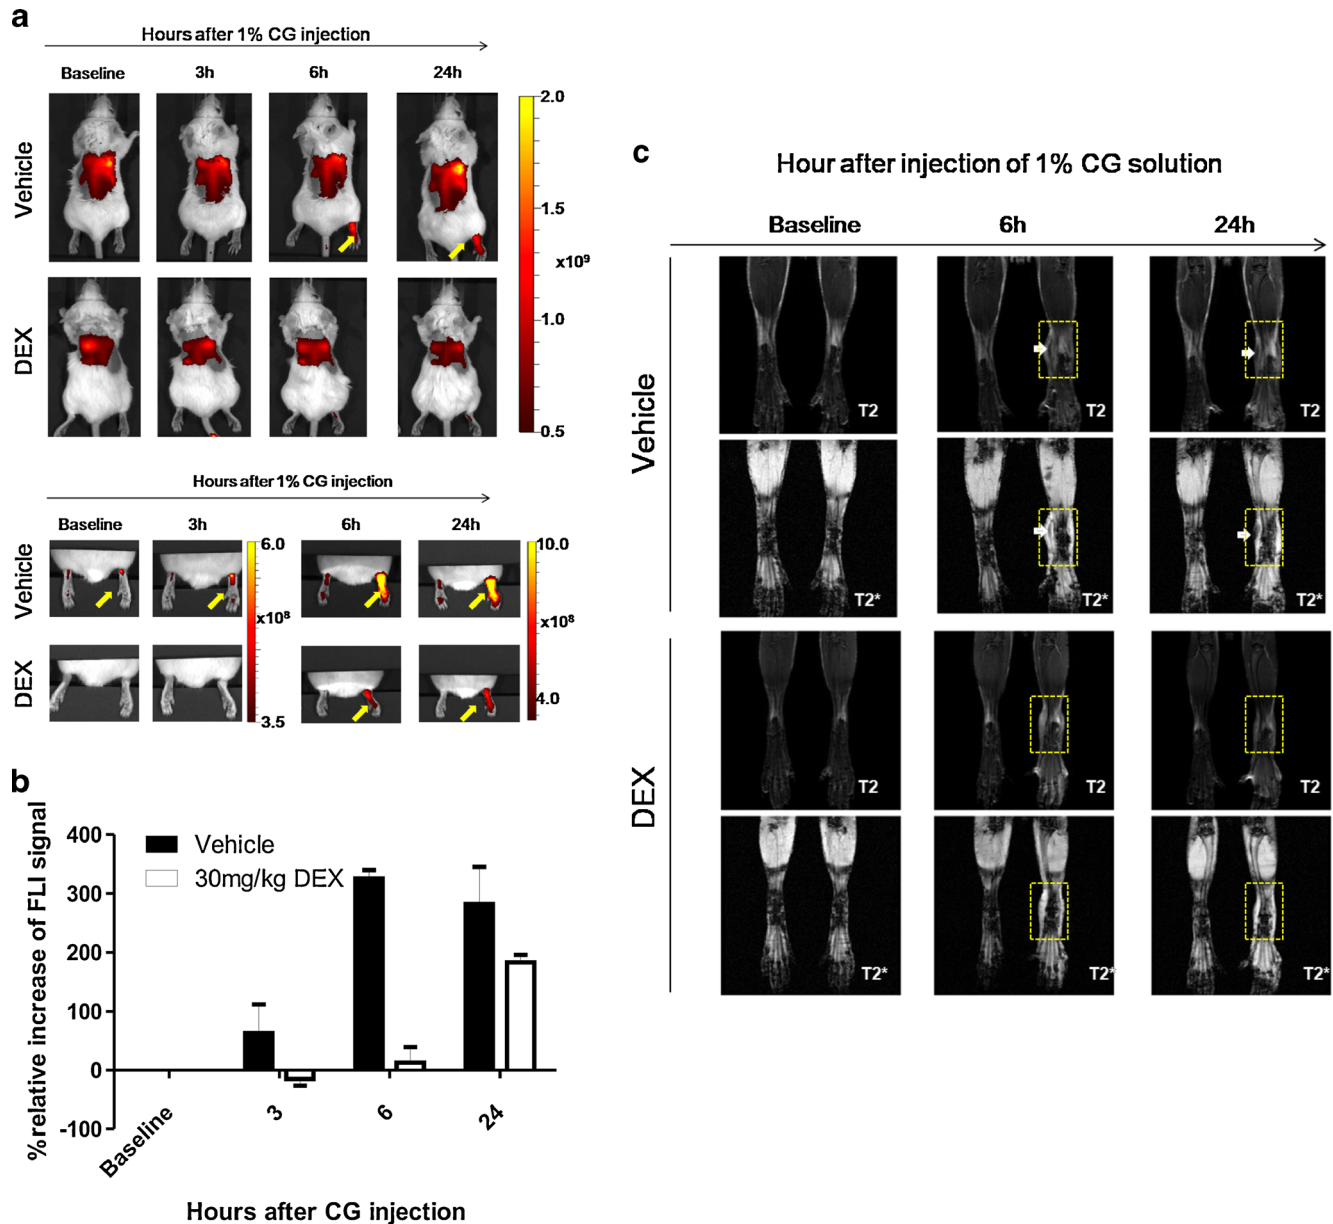 a
Hours after 1% CG injection
Baseline 3h 6h 24h
Vehicle
DEX
2.0
1.5
x10⁹
1.0
0.5
Hours after 1% CG injection
Baseline 3h 6h 24h
Vehicle
DEX
6.0
x10⁸
3.5
10.0
x10⁸
4.0
b
%relative increase of FLI signal
400
300
200
100
0
-100
Vehicle
30mg/kg DEX
Baseline 3 6 24
Hours after CG injection
c
Hour after injection of 1% CG solution
Baseline 6h 24h
Vehicle
T2 T2 T2
T2* T2* T2*
DEX
T2 T2 T2
T2* T2* T2*